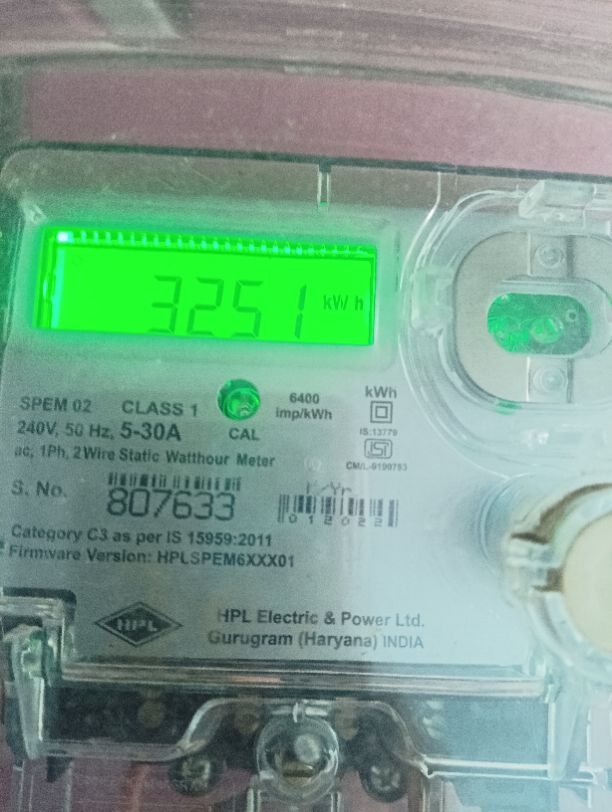 3251 kWh
SPEM 02 CLASS 1
6400 imp/kWh
kWh
240V, 50 Hz, 5-30A
CAL
IS:13779
ISI
ac, 1Ph, 2Wire Static Watthour Meter
CM/L-9199793
S. No. 807633
012022
Category C3 as per IS 15959:2011
Firmware Version: HPLSPEM6XXX01
HPL
HPL Electric & Power Ltd.
Gurugram (Haryana) INDIA